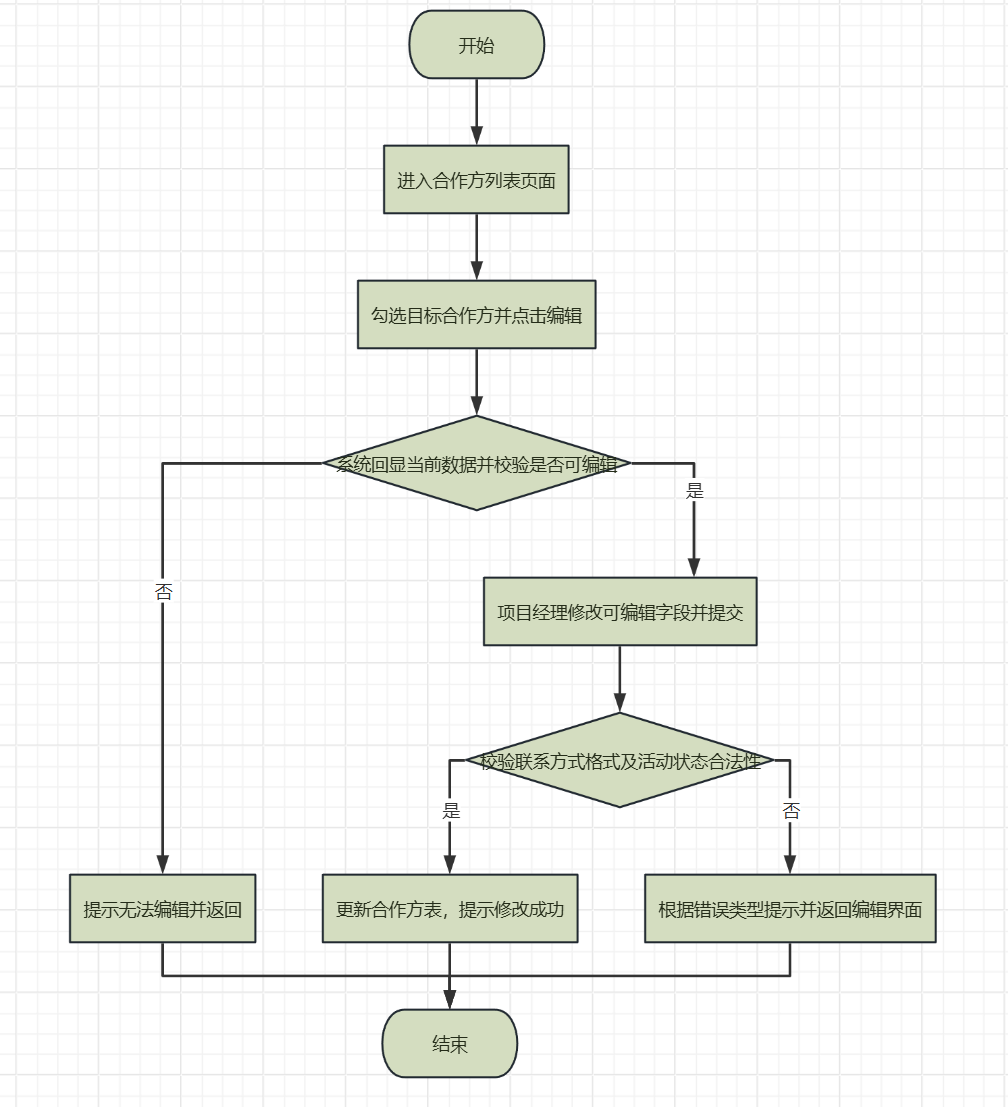 开始
进入合作方列表页面
勾选目标合作方并点击编辑
系统回显当前数据并校验是否可编辑
是
否
项目经理修改可编辑字段并提交
校验联系方式格式及活动状态合法性
是
否
提示无法编辑并返回
更新合作方表，提示修改成功
根据错误类型提示并返回编辑界面
结束